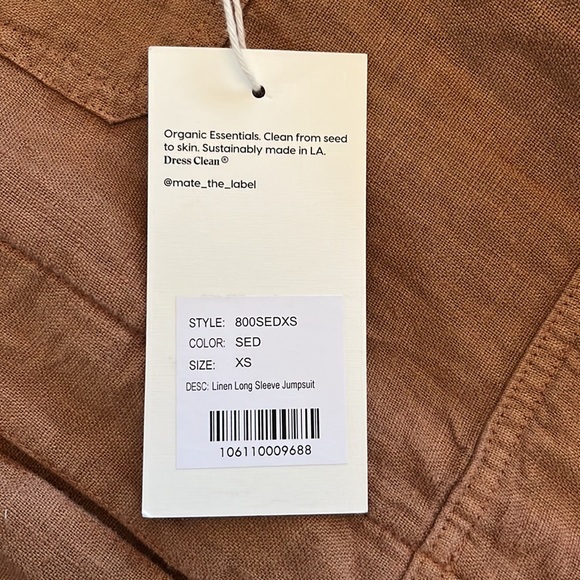 Organic Essentials. Clean from seed
to skin. Sustainably made in LA.
Dress Clean®
@mate_the_label
STYLE: 800SEDXS
COLOR: SED
SIZE: XS
DESC: Linen Long Sleeve Jumpsuit
106110009688